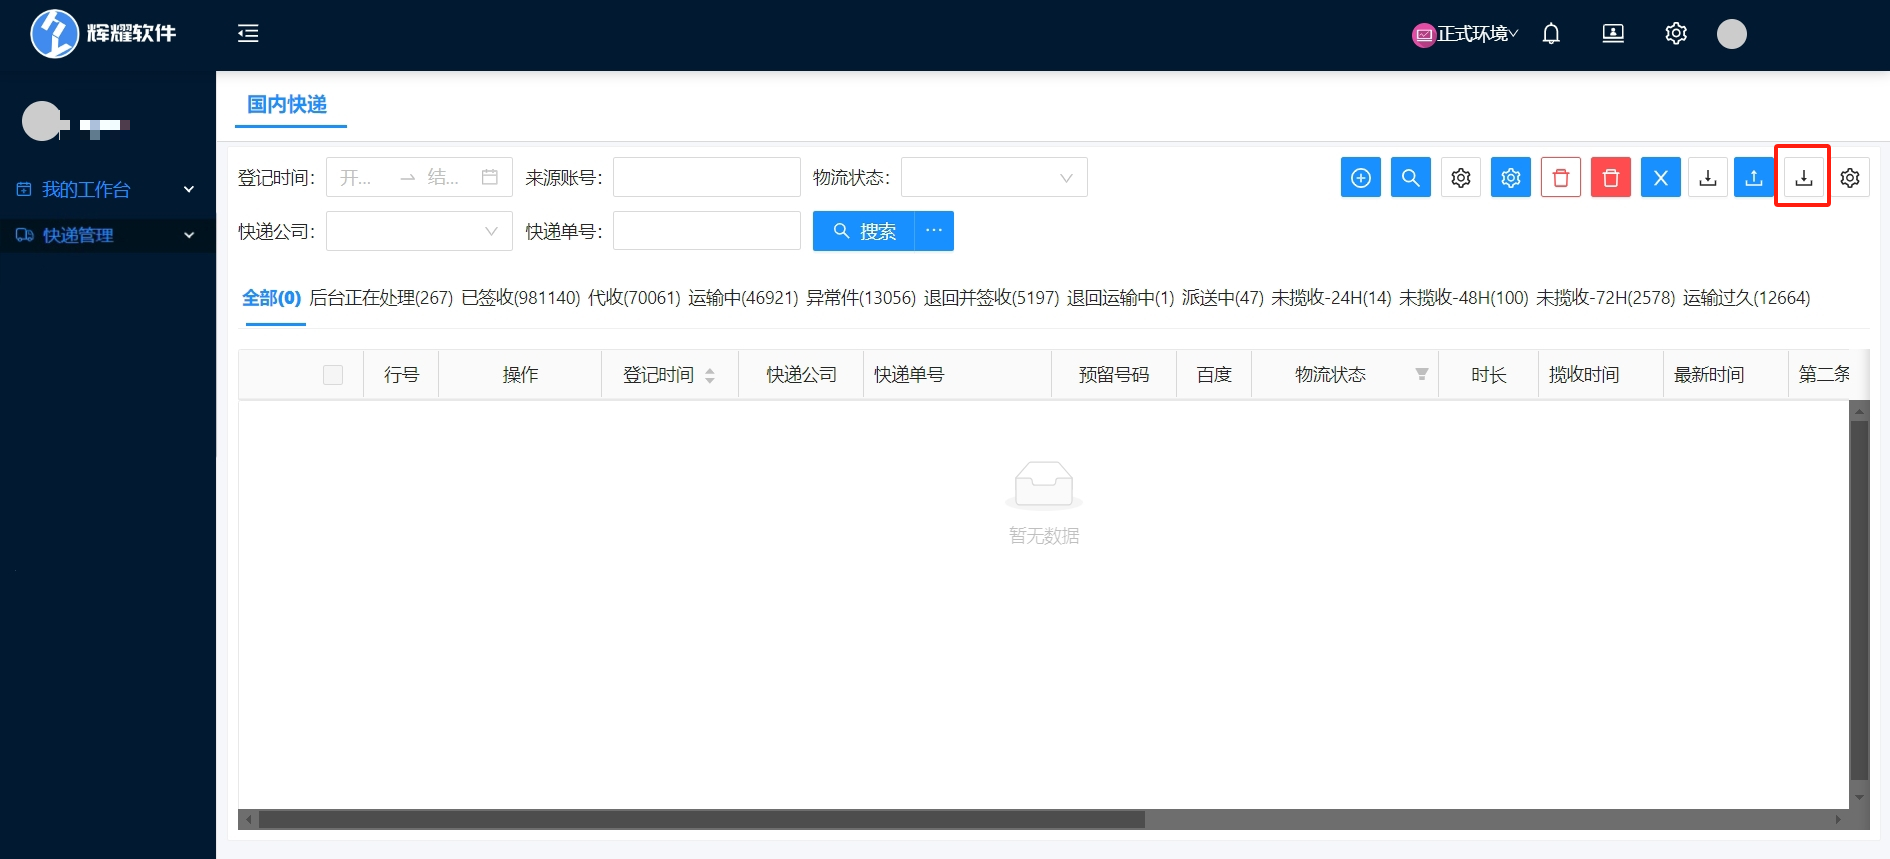 辉耀软件
正式环境
国内快递
我的工作台
快递管理
登记时间: 开... 结... 来源账号: 物流状态:
快递公司: 快递单号: 搜索 ...
全部(0) 后台正在处理(267) 已签收(981140) 代收(70061) 运输中(46921) 异常件(13056) 退回并签收(5197) 退回运输中(1) 派送中(47) 未揽收-24H(14) 未揽收-48H(100) 未揽收-72H(2578) 运输过久(12664)
行号 操作 登记时间 快递公司 快递单号 预留号码 百度 物流状态 时长 揽收时间 最新时间 第二条
暂无数据